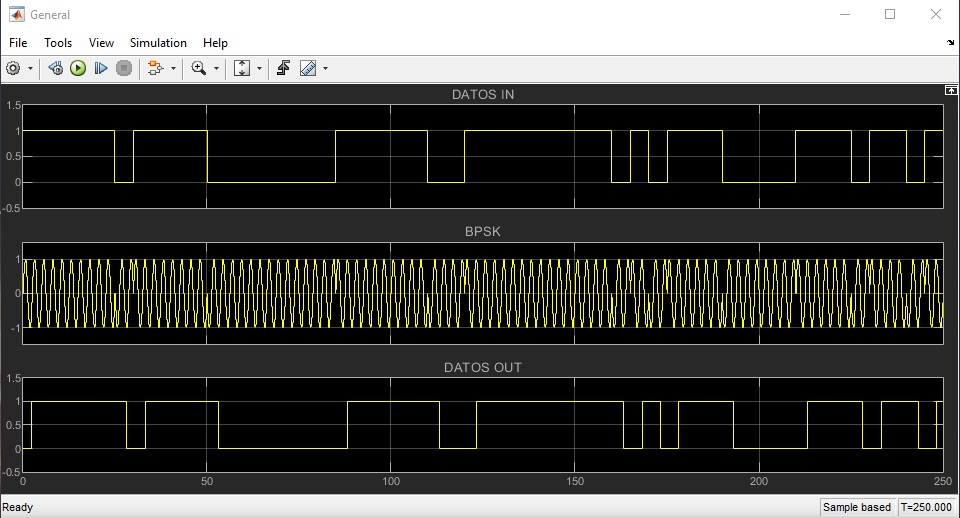 General
File Tools View Simulation Help
DATOS IN
1.5
1
0.5
0
-0.5
BPSK
1
0
-1
DATOS OUT
1.5
1
0.5
0
-0.5
0 50 100 150 200 250
Ready Sample based T=250.000